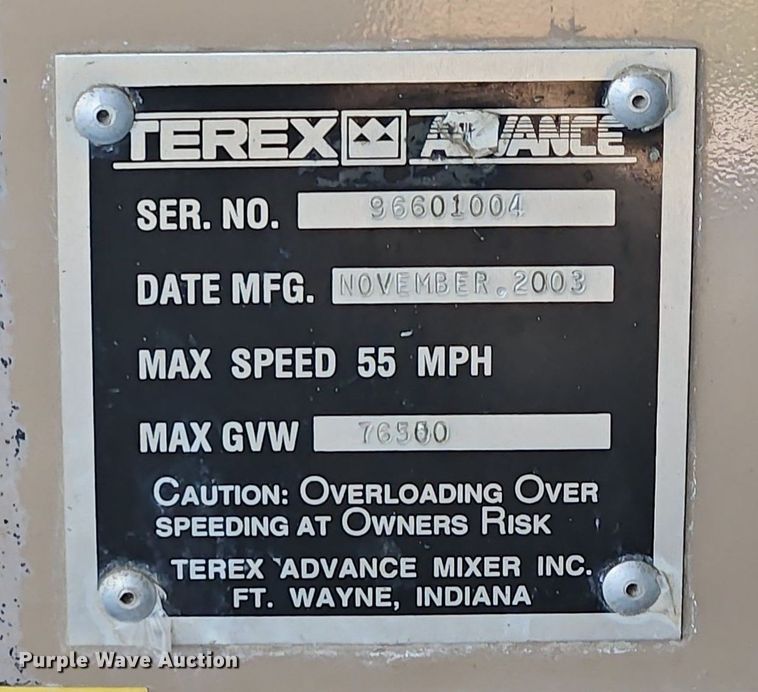 TEREX ADVANCE
SER. NO. 96601004
DATE MFG. NOVEMBER, 2003
MAX SPEED 55 MPH
MAX GVW
CAUTION: OVERLOADING OVER
SPEEDING AT OWNERS RISK
TEREX ADVANCE MIXER INC.
FT. WAYNE, INDIANA
Purple Wave Auction